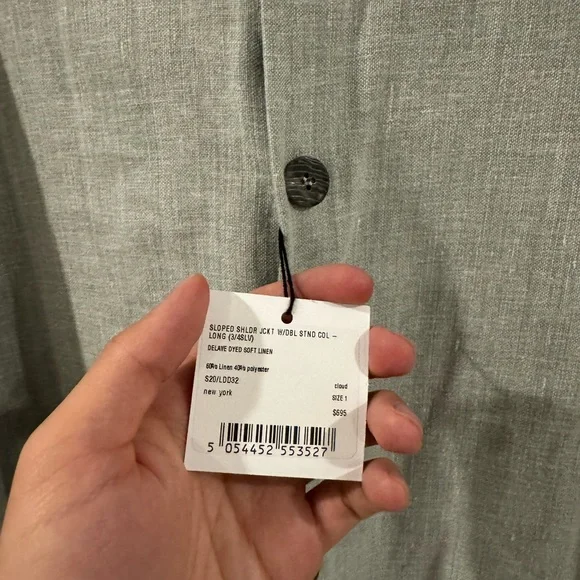 SLOPED SHLDR JCKT W/DBL STND COL –
LONG (3/4SLV)
DELAVE DYED SOFT LINEN
60% Linen 40% polyester
S20/LDD32
cloud
new york
SIZE 1
$695
5 054452 553527